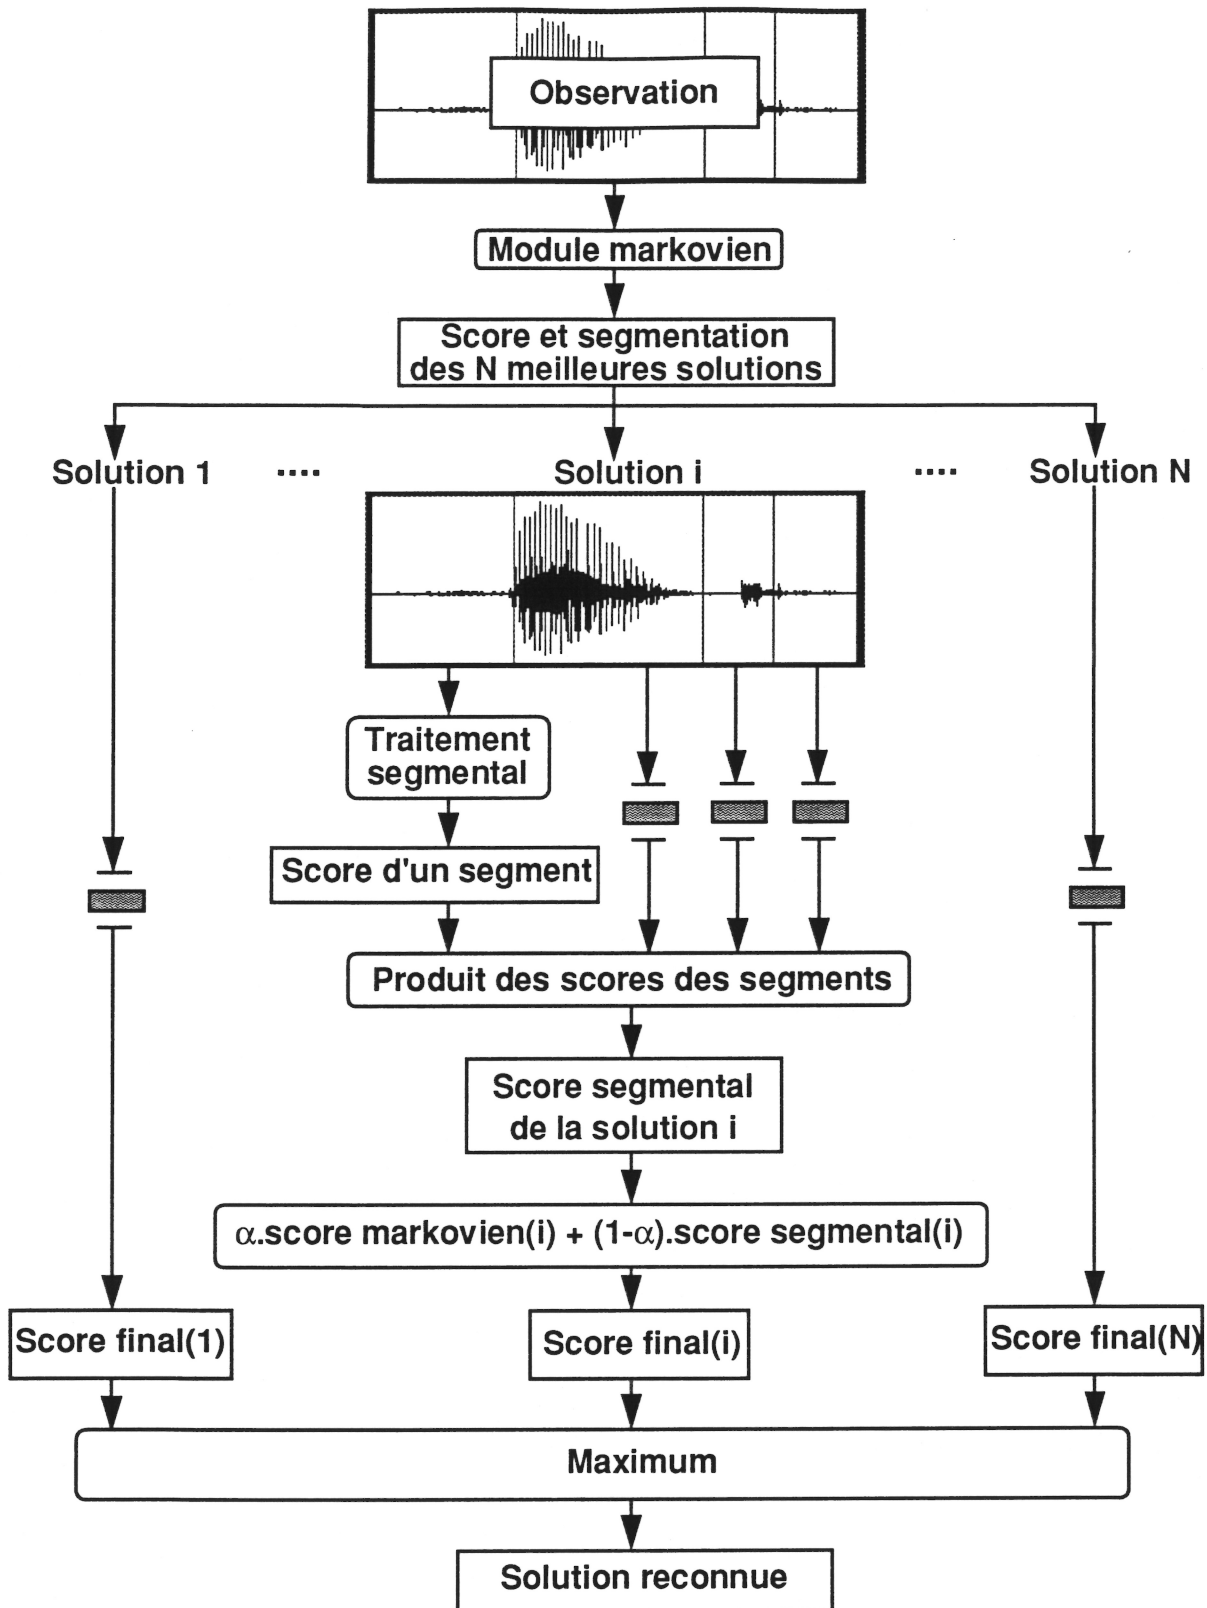 Observation
Module markovien
Score et segmentation
des N meilleures solutions
Solution 1 .... Solution i .... Solution N
Traitement
segmental
Score d'un segment
Produit des scores des segments
Score segmental
de la solution i
α.score markovien(i) + (1-α).score segmental(i)
Score final(1) Score final(i) Score final(N)
Maximum
Solution reconnue